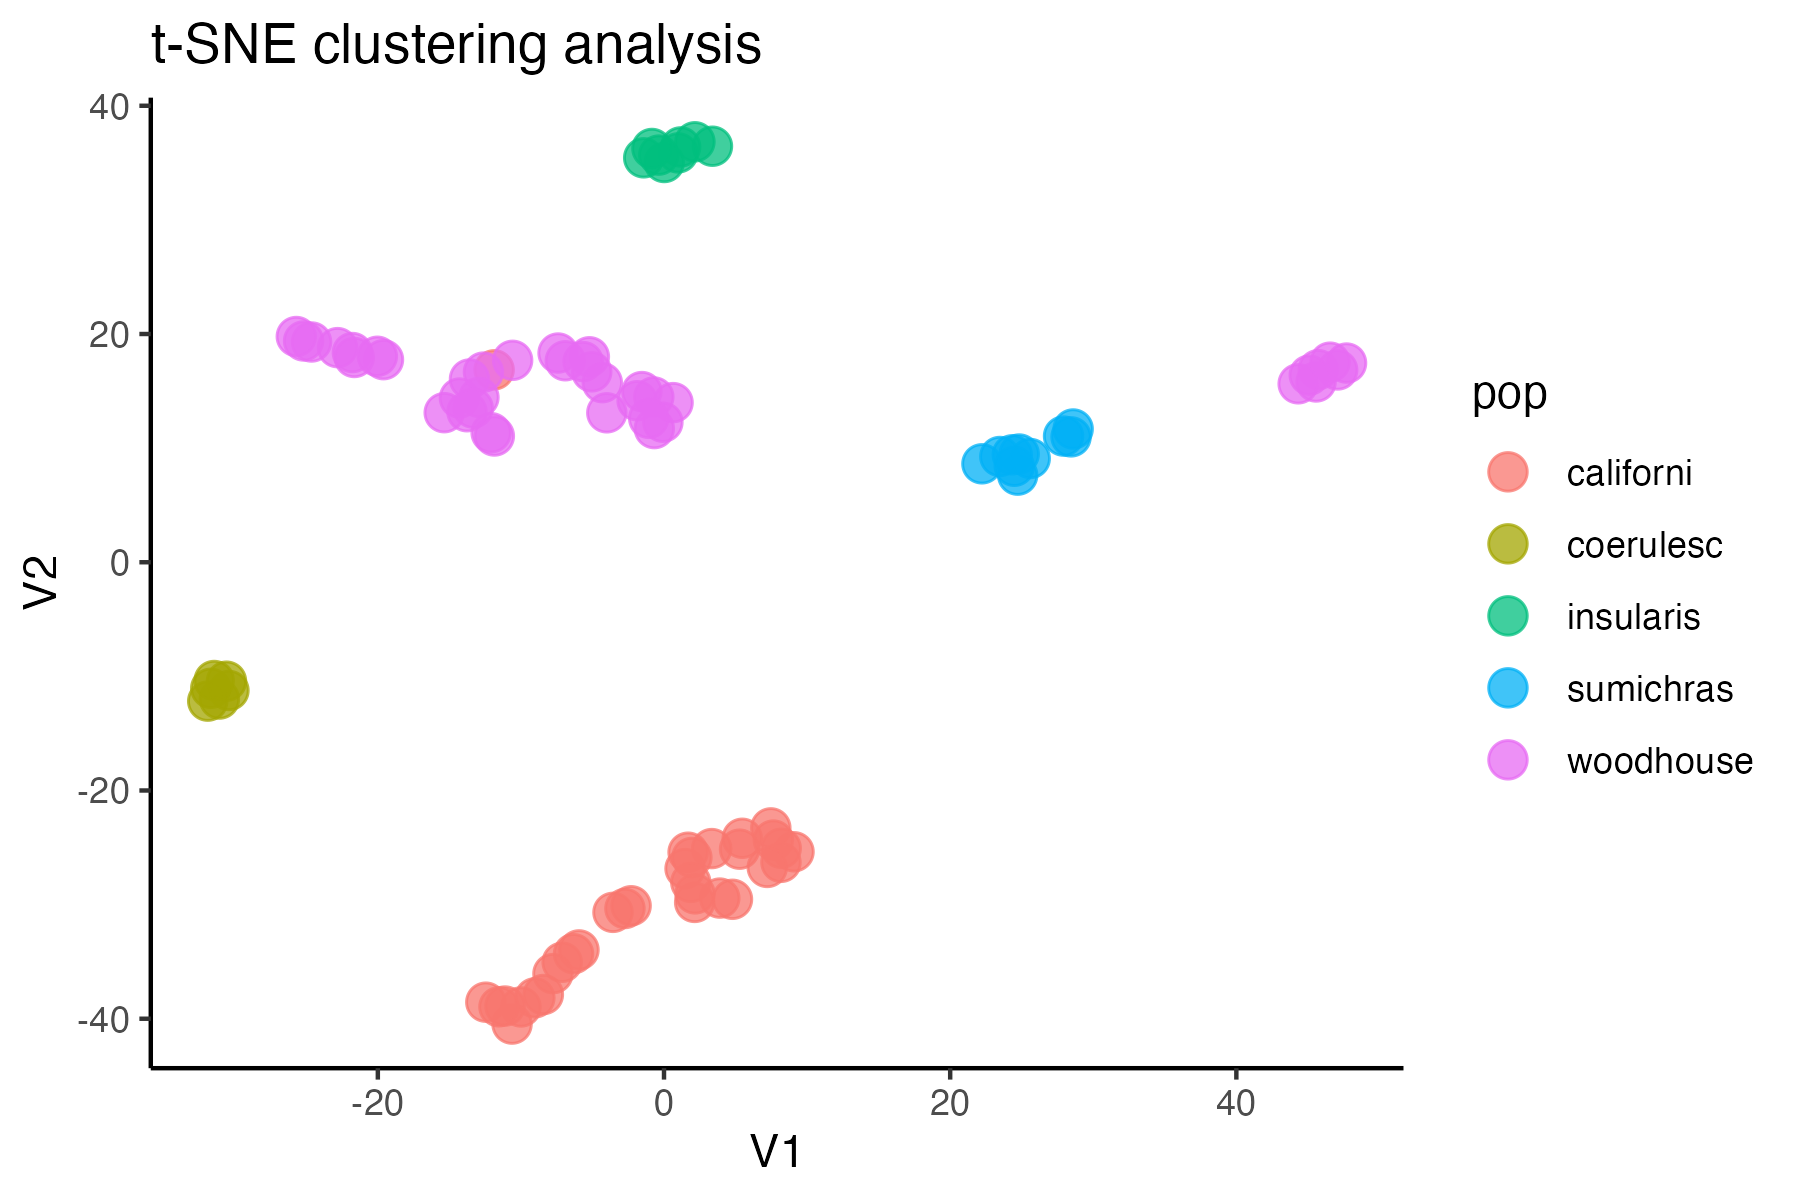 t-SNE clustering analysis
40
20
0
-20
-40
V2
-20
0
20
40
V1
pop
californi
coerulesc
insularis
sumichras
woodhouse